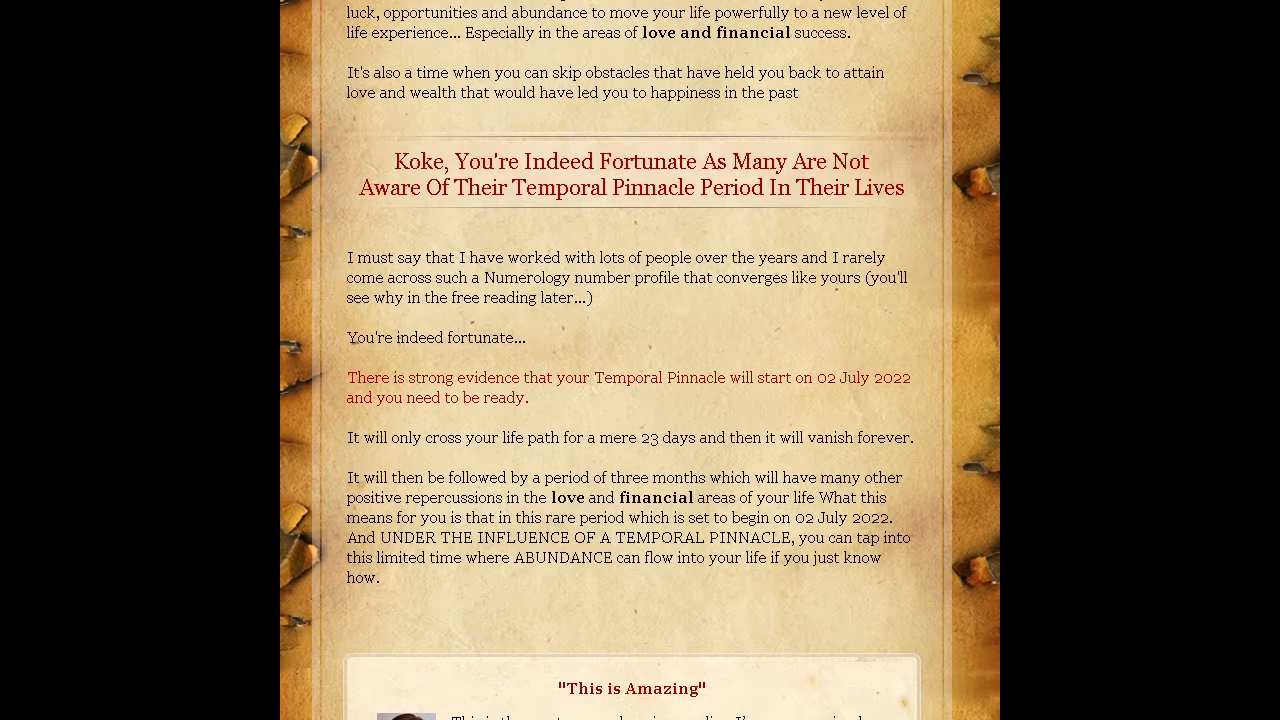 luck, opportunities and abundance to move your life powerfully to a new level of
life experience... Especially in the areas of love and financial success.
It's also a time when you can skip obstacles that have held you back to attain
love and wealth that would have led you to happiness in the past
Koke, You're Indeed Fortunate As Many Are Not
Aware Of Their Temporal Pinnacle Period In Their Lives
I must say that I have worked with lots of people over the years and I rarely
come across such a Numerology number profile that converges like yours (you'll
see why in the free reading later...)
You're indeed fortunate...
There is strong evidence that your Temporal Pinnacle will start on 02 July 2022
and you need to be ready.
It will only cross your life path for a mere 23 days and then it will vanish forever.
It will then be followed by a period of three months which will have many other
positive repercussions in the love and financial areas of your life What this
means for you is that in this rare period which is set to begin on 02 July 2022.
And UNDER THE INFLUENCE OF A TEMPORAL PINNACLE, you can tap into
this limited time where ABUNDANCE can flow into your life if you just know
how.
"This is Amazing"